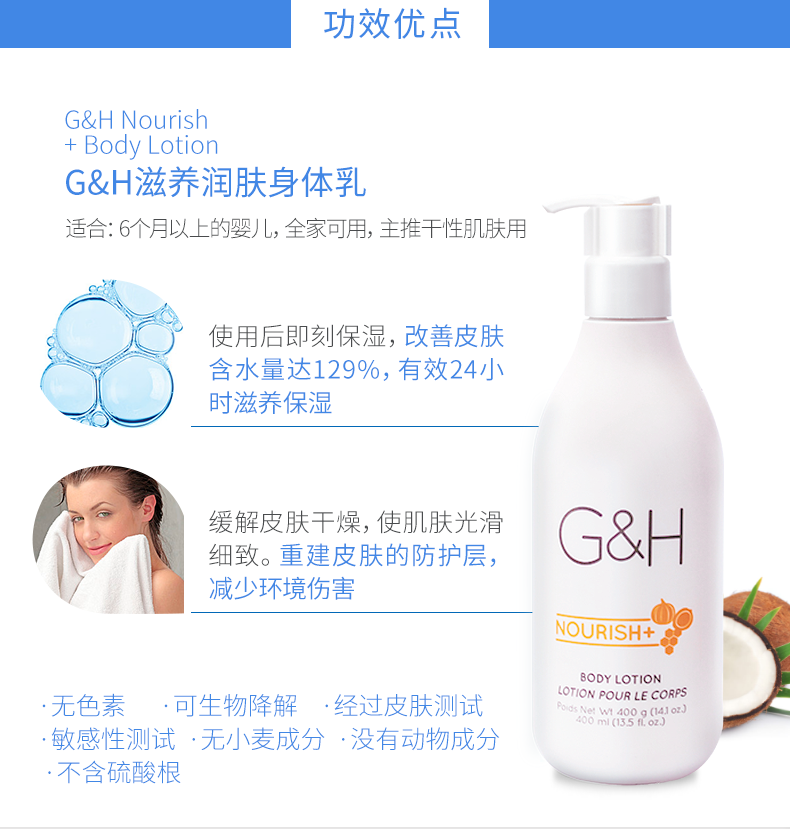 功效优点
G&H Nourish
+ Body Lotion
G&H滋养润肤身体乳
适合: 6个月以上的婴儿, 全家可用, 主推干性肌肤用
使用后即刻保湿, 改善皮肤
含水量达129%, 有效24小
时滋养保湿
缓解皮肤干燥, 使肌肤光滑
细致。重建皮肤的防护层,
减少环境伤害
G&H
NOURISH+
BODY LOTION
LOTION POUR LE CORPS
Poids Net Wt 400 g (14.1 oz.)
400 ml (13.5 fl. oz.)
·无色素 ·可生物降解 ·经过皮肤测试
·敏感性测试 ·无小麦成分 ·没有动物成分
·不含硫酸根